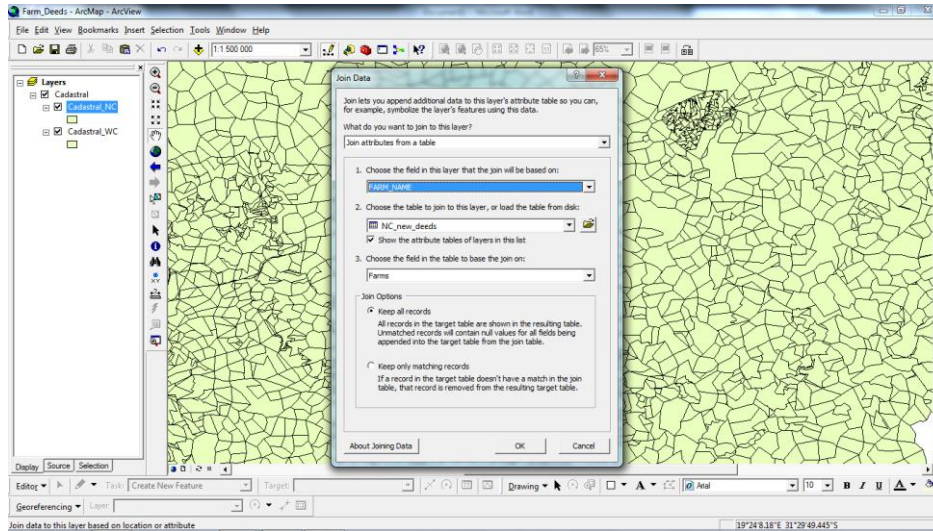 Farm_Deeds - ArcMap - ArcView
File Edit View Bookmarks Insert Selection Tools Window Help
1:1 500 000
65%
Layers
Cadastral
Cadastral_NC
Cadastral_WC
Join Data
Join lets you append additional data to this layer's attribute table so you can,
for example, symbolize the layer's features using this data.
What do you want to join to this layer?
Join attributes from a table
1. Choose the field in this layer that the join will be based on:
FARM_NAME
2. Choose the table to join to this layer, or load the table from disk:
NC_new_deeds
Show the attribute tables of layers in this list
3. Choose the field in the table to base the join on:
Farms
Join Options
Keep all records
All records in the target table are shown in the resulting table.
Unmatched records will contain null values for all fields being
appended into the target table from the join table.
Keep only matching records
If a record in the target table doesn't have a match in the join
table, that record is removed from the resulting target table.
About Joining Data OK Cancel
Display Source Selection
Editor Task: Create New Feature Target: Drawing A Arial 10 B I U A
Georeferencing Layer:
Join data to this layer based on location or attribute 19°24'8.18"E 31°29'49.445"S